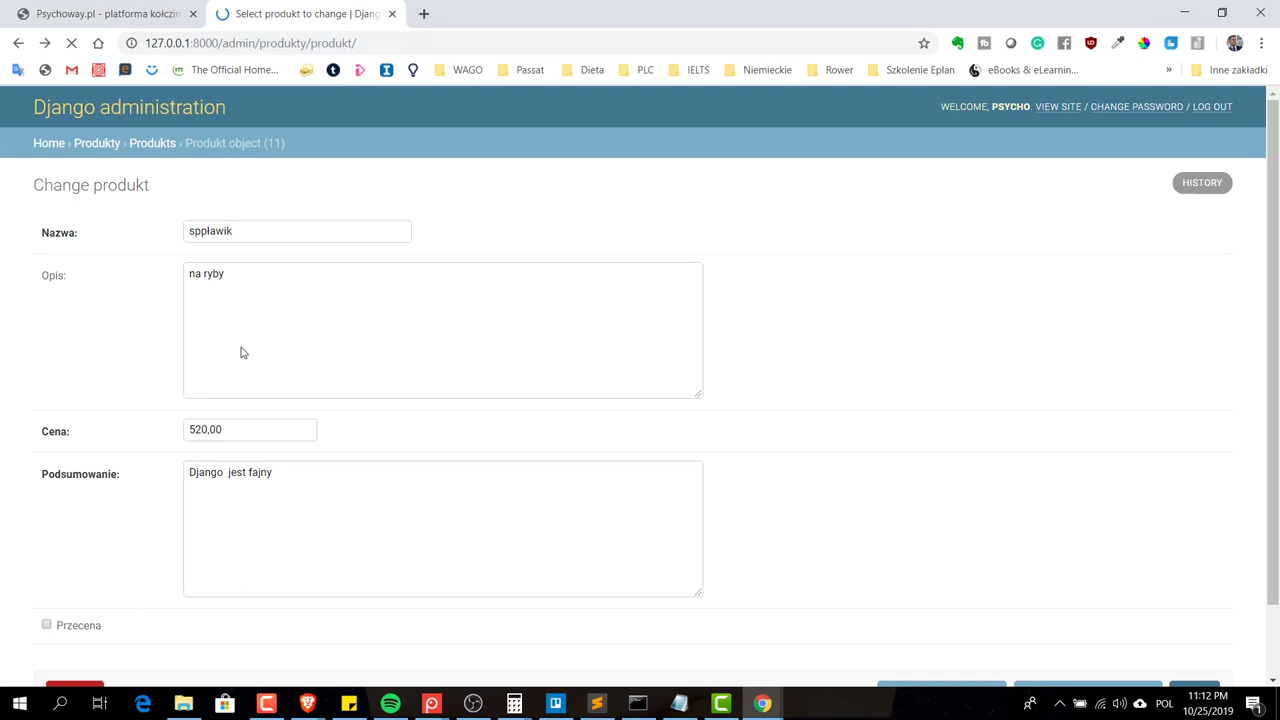 Psychoway.pl - platforma kołczin
Select produkt to change | Djang
127.0.0.1:8000/admin/produkty/produkt/
The Official Home...
WAGO
Passat
Dieta
PLC
IELTS
Niemieckie
Rower
Szkolenie Eplan
eBooks & eLearnin...
»
Inne zakładki
Django administration
WELCOME, PSYCHO. VIEW SITE / CHANGE PASSWORD / LOG OUT
Home › Produkty › Produkts › Produkt object (11)
Change produkt
HISTORY
Nazwa:
sppławik
Opis:
na ryby
Cena:
520,00
Podsumowanie:
Django  jest fajny
Przecena
POL
11:12 PM
10/25/2019